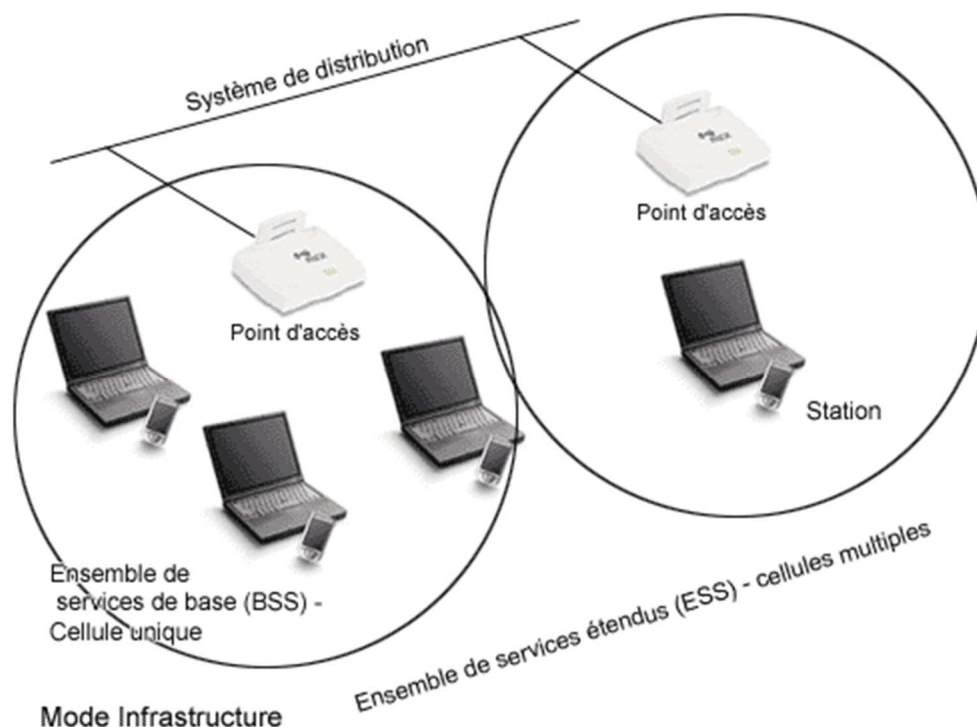 Système de distribution
Point d'accès
Point d'accès
Station
Ensemble de
services de base (BSS) -
Cellule unique
Ensemble de services étendus (ESS) - cellules multiples
Mode Infrastructure